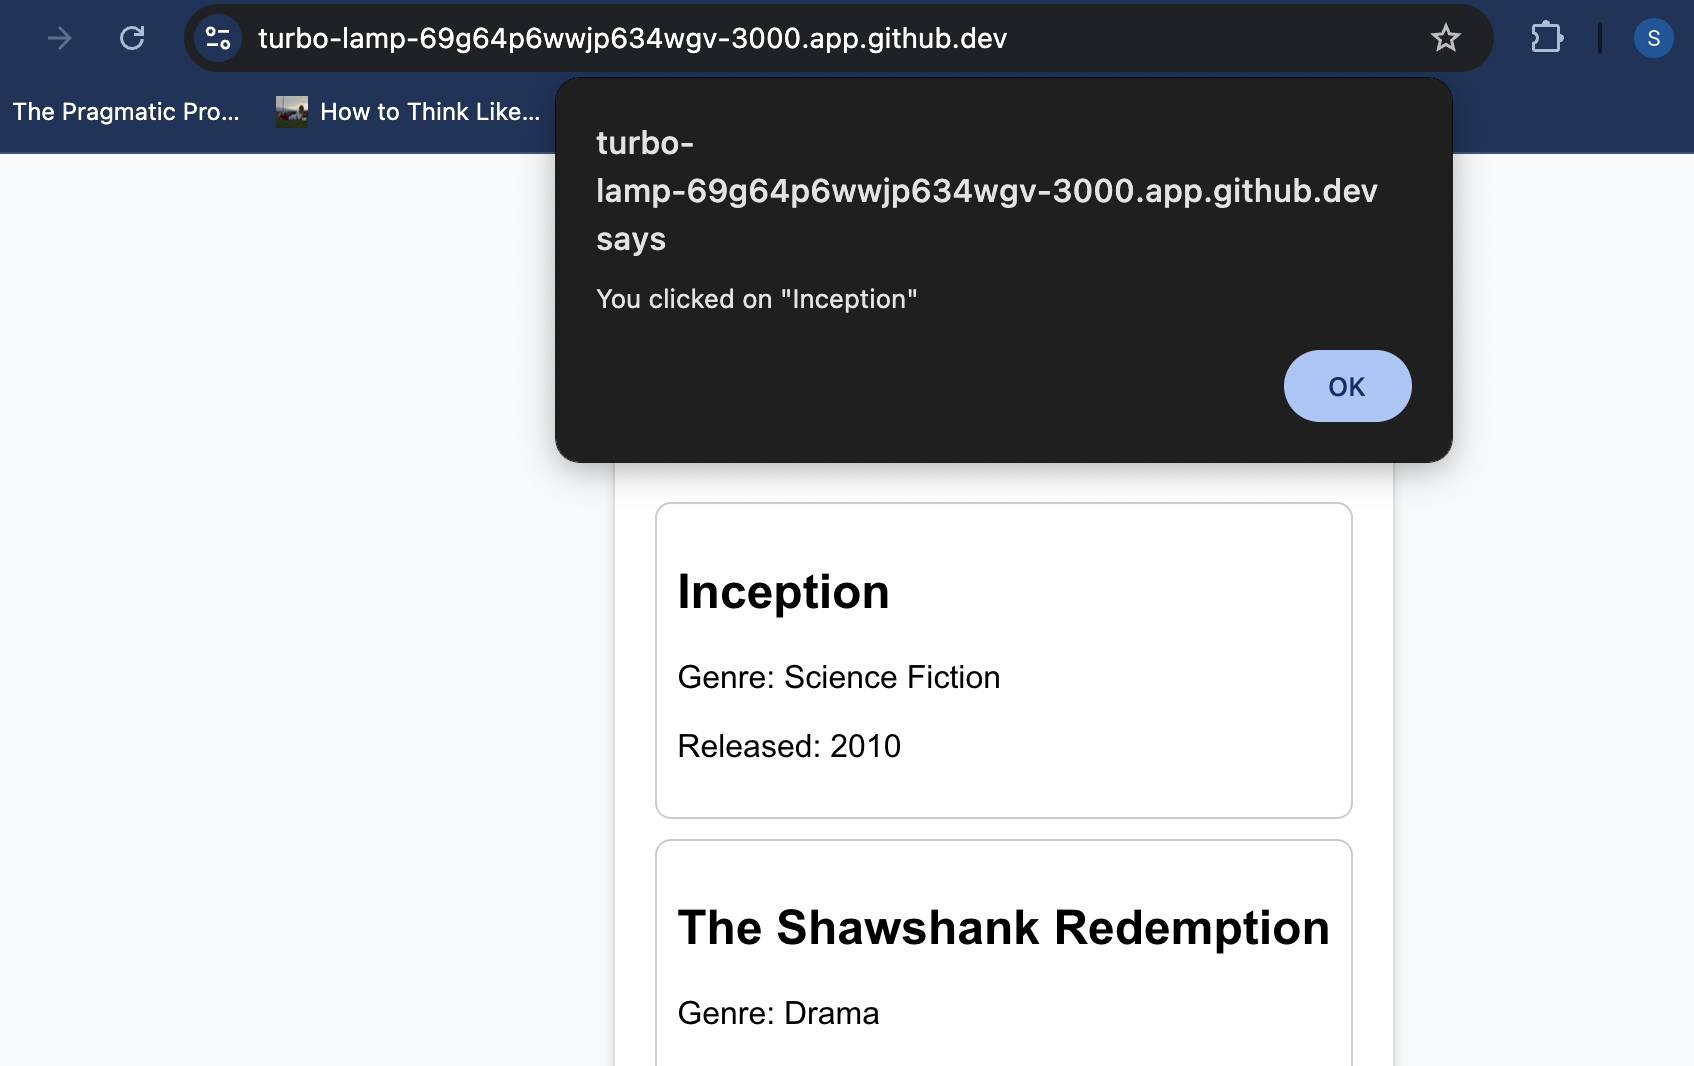 turbo-lamp-69g64p6wwjp634wgv-3000.app.github.dev
S
The Pragmatic Pro...
How to Think Like...
turbo-
lamp-69g64p6wwjp634wgv-3000.app.github.dev
says
You clicked on "Inception"
OK
Inception
Genre: Science Fiction
Released: 2010
The Shawshank Redemption
Genre: Drama